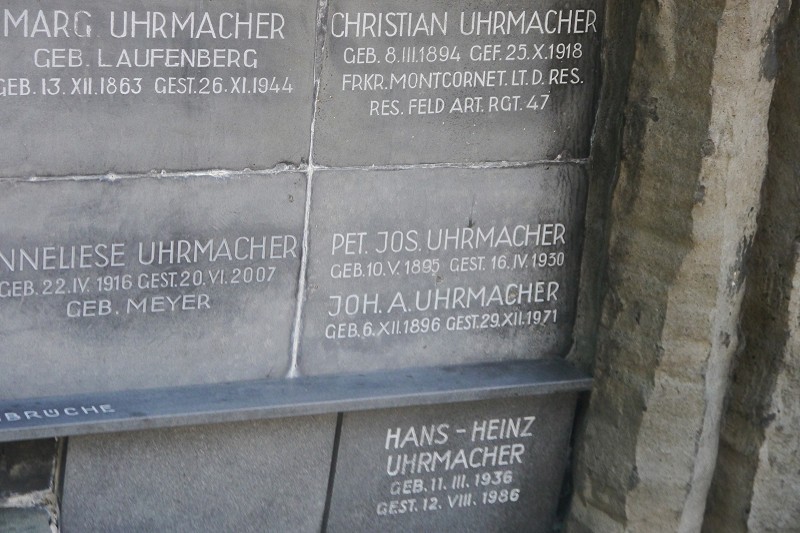 MARG UHRMACHER
GEB. LAUFENBERG
GEB. 13. XII. 1863 GEST. 26. XI. 1944
CHRISTIAN UHRMACHER
GEB. 8. III. 1894 GEF. 25. X. 1918
FRKR. MONTCORNET. LT. D. RES.
RES. FELD ART. RGT. 47
NNELIESE UHRMACHER
GEB. 22. IV. 1916 GEST. 20. VI. 2007
GEB. MEYER
PET. JOS. UHRMACHER
GEB. 10. V. 1895 GEST. 16. IV. 1930
JOH. A. UHRMACHER
GEB. 6. XII. 1896 GEST. 29. XII. 1971
BRÜCHE
HANS-HEINZ
UHRMACHER
GEB. 11. III. 1936
GEST. 12. VIII. 1986